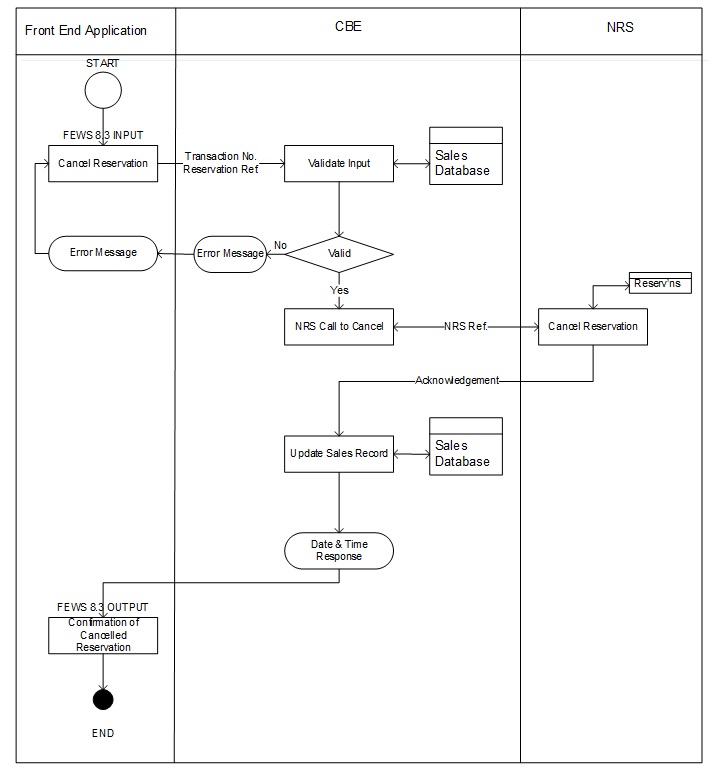 Front End Application
CBE
NRS
START
FEWS 8.3 INPUT
Cancel Reservation
Transaction No.
Reservation Ref
Validate Input
Sales
Database
Error Message
Error Message
No
Valid
Yes
Reserv'ns
NRS Call to Cancel
NRS Ref.
Cancel Reservation
Acknowledgement
Update Sales Record
Sales
Database
Date & Time
Response
FEWS 8.3 OUTPUT
Confirmation of
Cancelled
Reservation
END